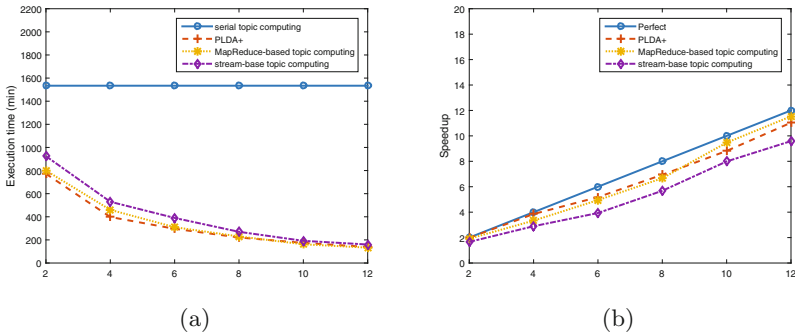 2200
2000
1800
1600
1400
1200
1000
800
600
400
200
0
Execution time (min)
serial topic computing
PLDA+
MapReduce-based topic computing
stream-base topic computing
2 4 6 8 10 12
(a)
20
18
16
14
12
10
8
6
4
2
0
Speedup
Perfect
PLDA+
MapReduce-based topic computing
stream-base topic computing
2 4 6 8 10 12
(b)